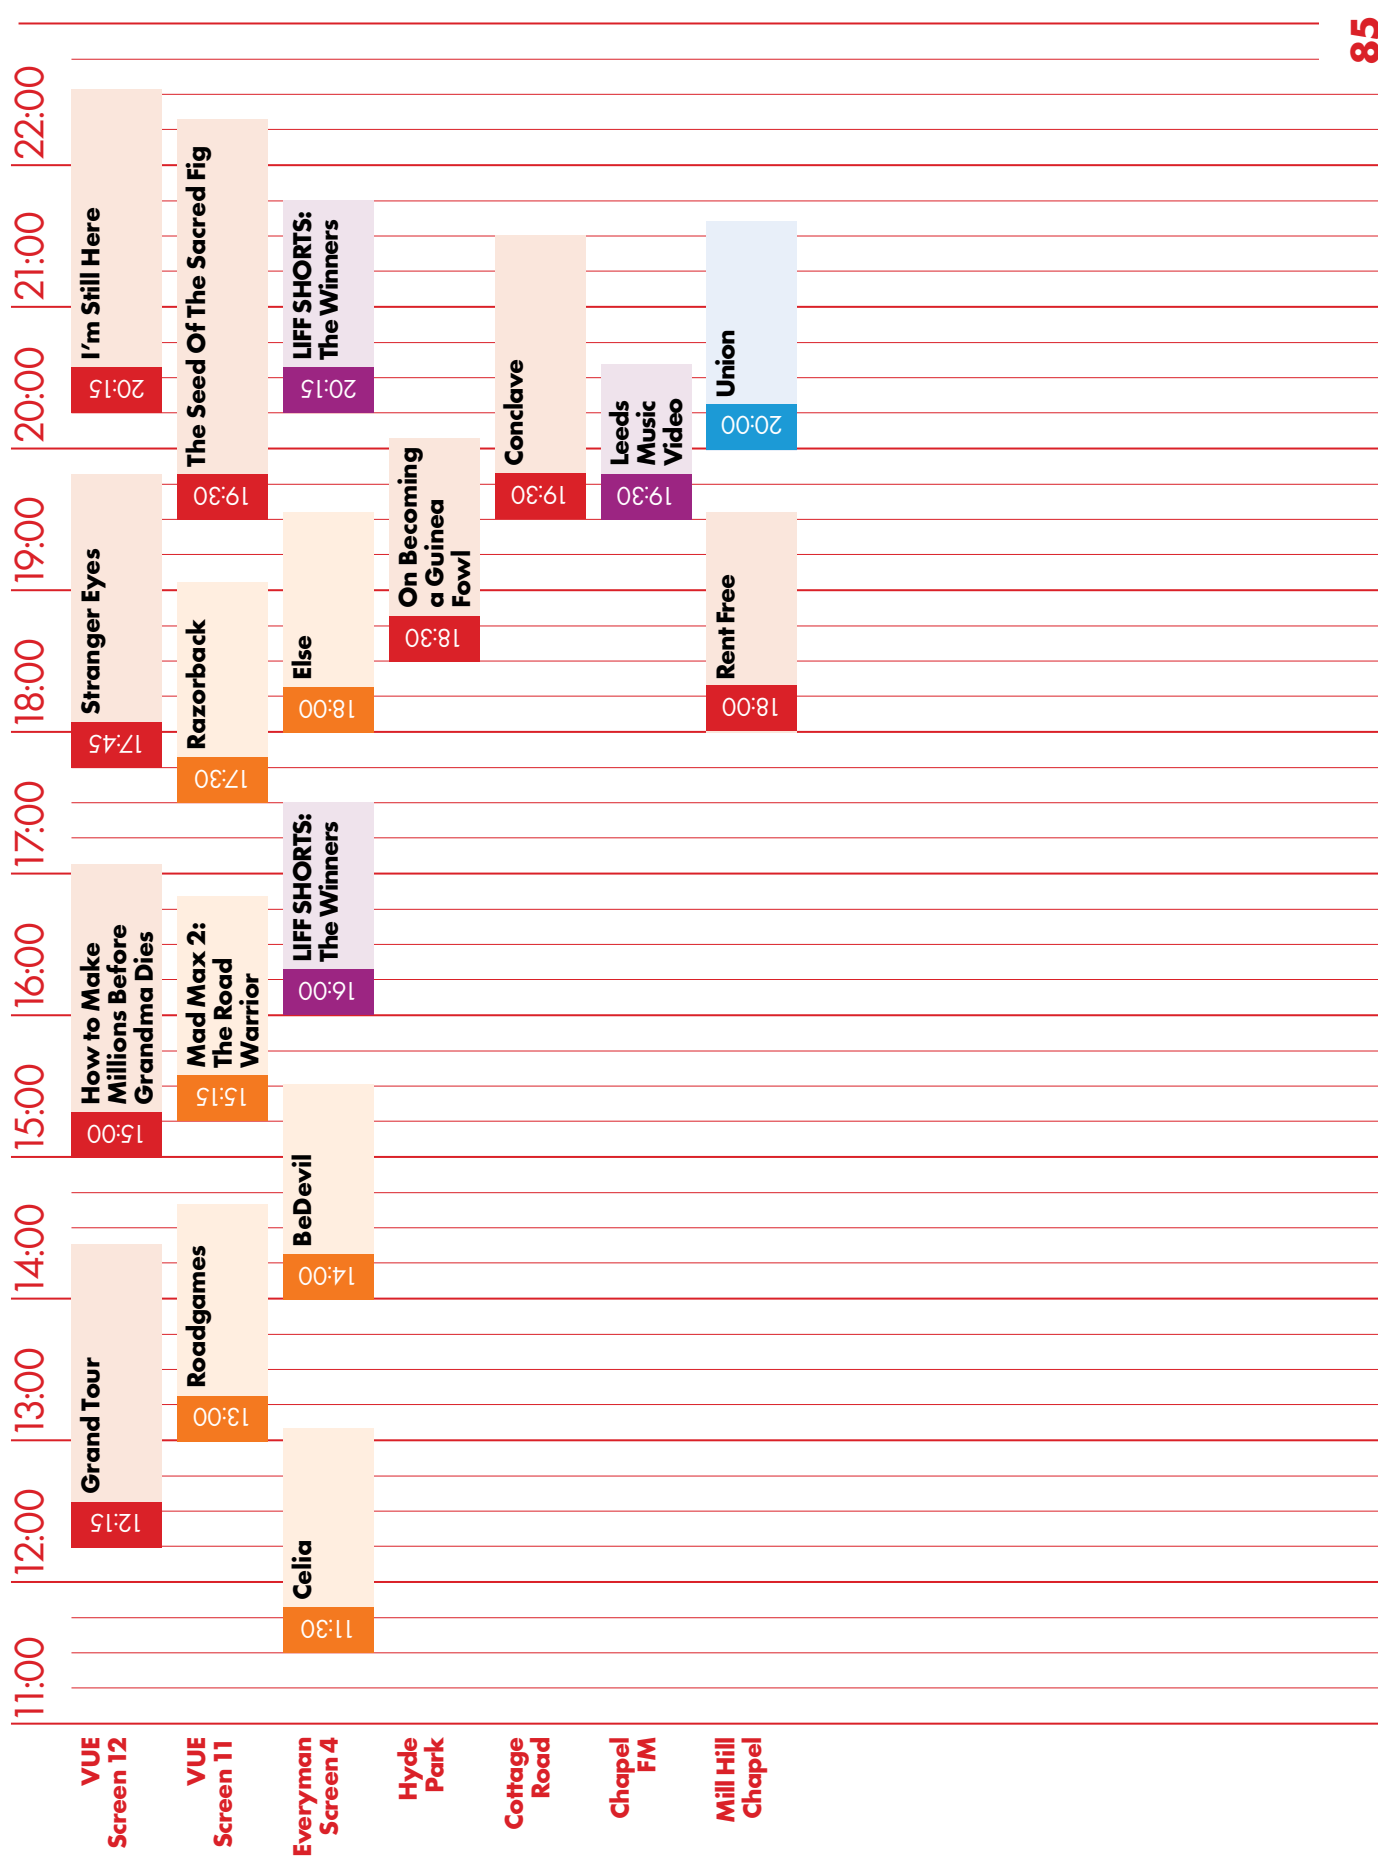 85
11:00
12:00
13:00
14:00
15:00
16:00
17:00
18:00
19:00
20:00
21:00
22:00
VUE
Screen 12
12:15
Grand Tour
15:00
How to Make
Millions Before
Grandma Dies
17:45
Stranger Eyes
20:15
I'm Still Here
VUE
Screen 11
13:00
Roadgames
15:15
Mad Max 2:
The Road
Warrior
17:30
Razorback
19:30
The Seed Of The Sacred Fig
Everyman
Screen 4
11:30
Celia
14:00
BeDevil
16:00
LIFF SHORTS:
The Winners
18:00
Else
20:15
LIFF SHORTS:
The Winners
Hyde
Park
18:30
On Becoming
a Guinea
Fowl
Cottage
Road
19:30
Conclave
Chapel
FM
19:30
Leeds
Music
Video
Mill Hill
Chapel
18:00
Rent Free
20:00
Union